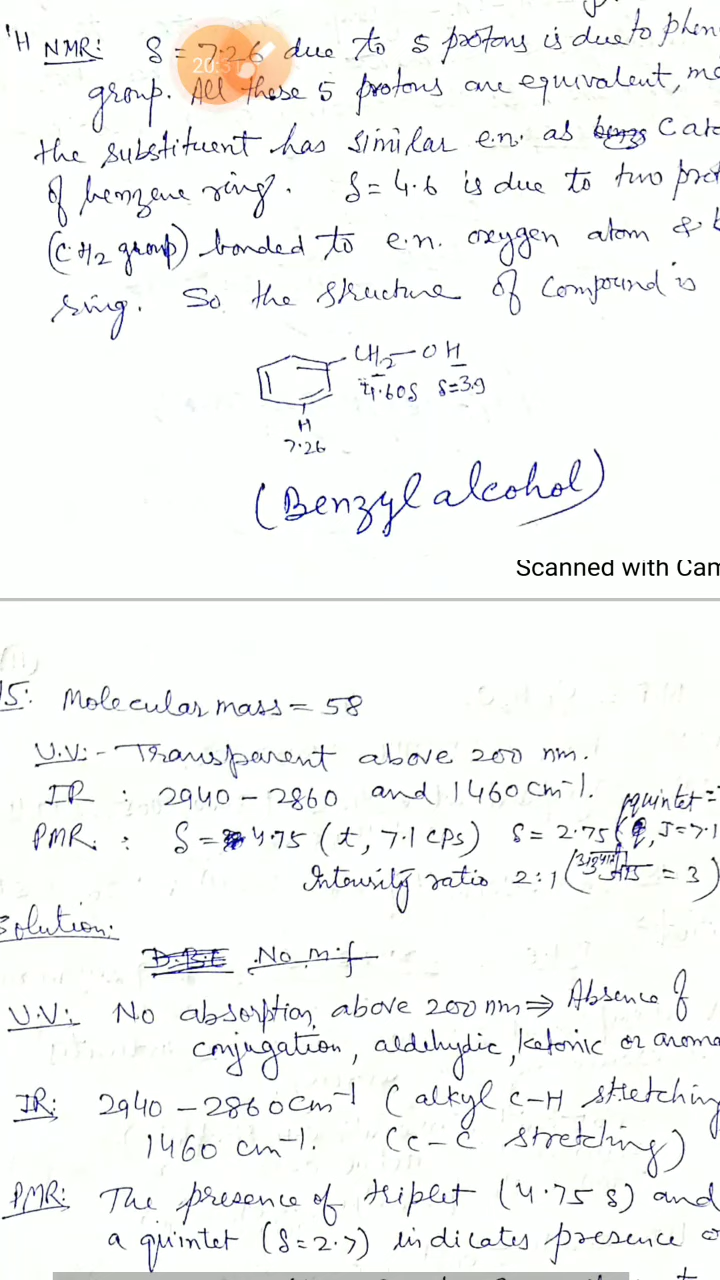 ¹H NMR: δ = 7.26 due to 5 protons is due to phen
group. All these 5 protons are equivalent,
the substituent has similar e.n. as C
of benzene ring. δ = 4.6 is due to two
(CH2 group) bonded to e.n. oxygen atom &
ring. So the structure of compound is
CH2 — OH
4.60δ δ=3.9
H
7.26
(Benzyl alcohol)
Scanned with Cam
15: Molecular mass = 58
U.V:- Transparent above 200 nm.
IR : 2940 – 2860 and 1460 cm⁻¹. quintet =
PMR : δ = 4.75 (t, 7.1 cps) δ = 2.75 ( , J = 7.1
Intensity ratio 2:1 ( = 3)
Solution:
No m.f
U.V: No absorption above 200 nm ⇒ Absence of
conjugation, aldehydic, ketonic or aroma
IR: 2940 – 2860 cm⁻¹ (alkyl C–H stretching
1460 cm⁻¹. (C–C stretching)
PMR: The presence of triplet (4.75 δ) and
a quintet (δ=2.7) indicates presence